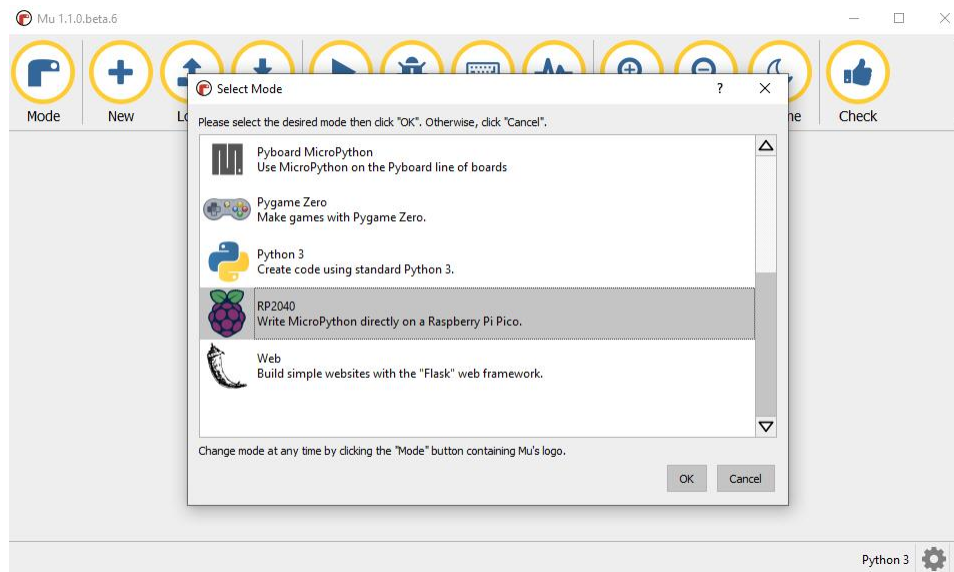 Mu 1.1.0.beta.6
Mode
New
Select Mode
?
Check
Please select the desired mode then click "OK". Otherwise, click "Cancel".
Pyboard MicroPython
Use MicroPython on the Pyboard line of boards
Pygame Zero
Make games with Pygame Zero.
Python 3
Create code using standard Python 3.
RP2040
Write MicroPython directly on a Raspberry Pi Pico.
Web
Build simple websites with the "Flask" web framework.
Change mode at any time by clicking the "Mode" button containing Mu's logo.
OK
Cancel
Python 3